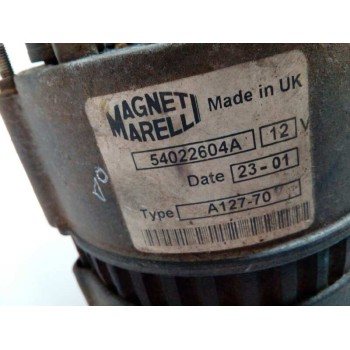 MAGNETI MARELLI Made in UK
54022604A 12 V
Date 23-01
Type A127-70